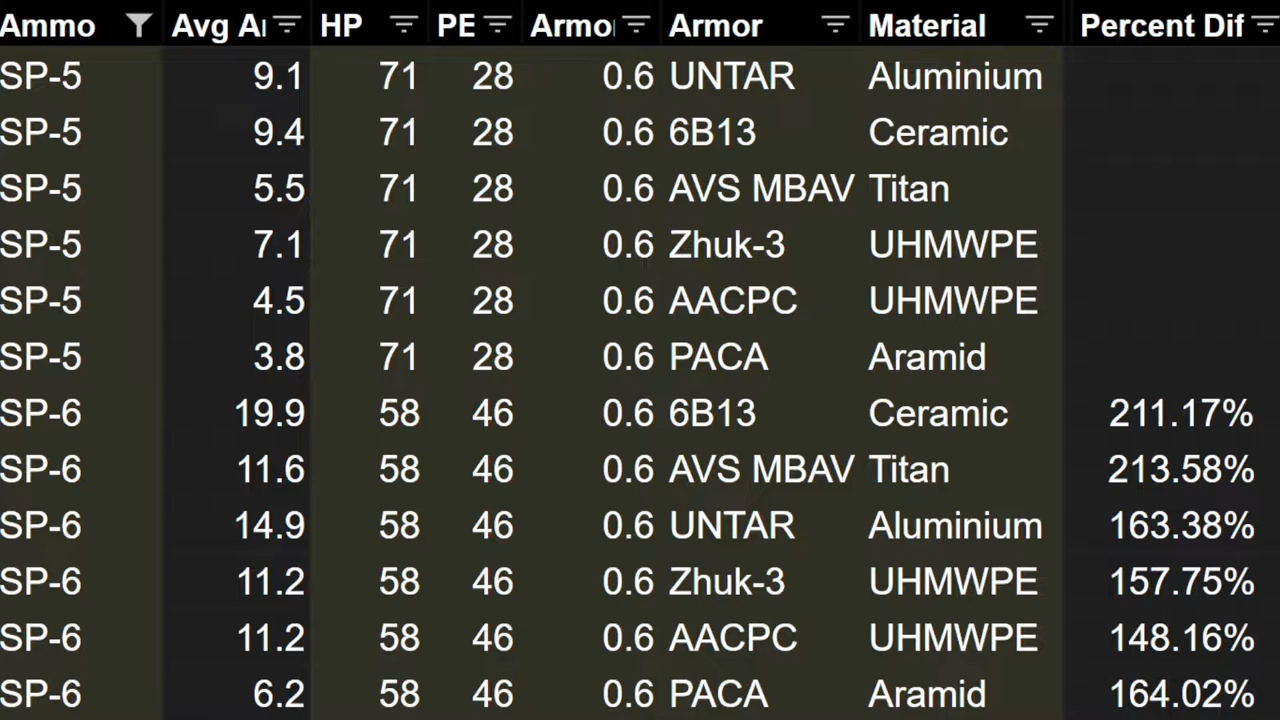 Ammo Avg Ar HP PE Armo Armor Material Percent Dif
SP-5 9.1 71 28 0.6 UNTAR Aluminium
SP-5 9.4 71 28 0.6 6B13 Ceramic
SP-5 5.5 71 28 0.6 AVS MBAV Titan
SP-5 7.1 71 28 0.6 Zhuk-3 UHMWPE
SP-5 4.5 71 28 0.6 AACPC UHMWPE
SP-5 3.8 71 28 0.6 PACA Aramid
SP-6 19.9 58 46 0.6 6B13 Ceramic 211.17%
SP-6 11.6 58 46 0.6 AVS MBAV Titan 213.58%
SP-6 14.9 58 46 0.6 UNTAR Aluminium 163.38%
SP-6 11.2 58 46 0.6 Zhuk-3 UHMWPE 157.75%
SP-6 11.2 58 46 0.6 AACPC UHMWPE 148.16%
SP-6 6.2 58 46 0.6 PACA Aramid 164.02%